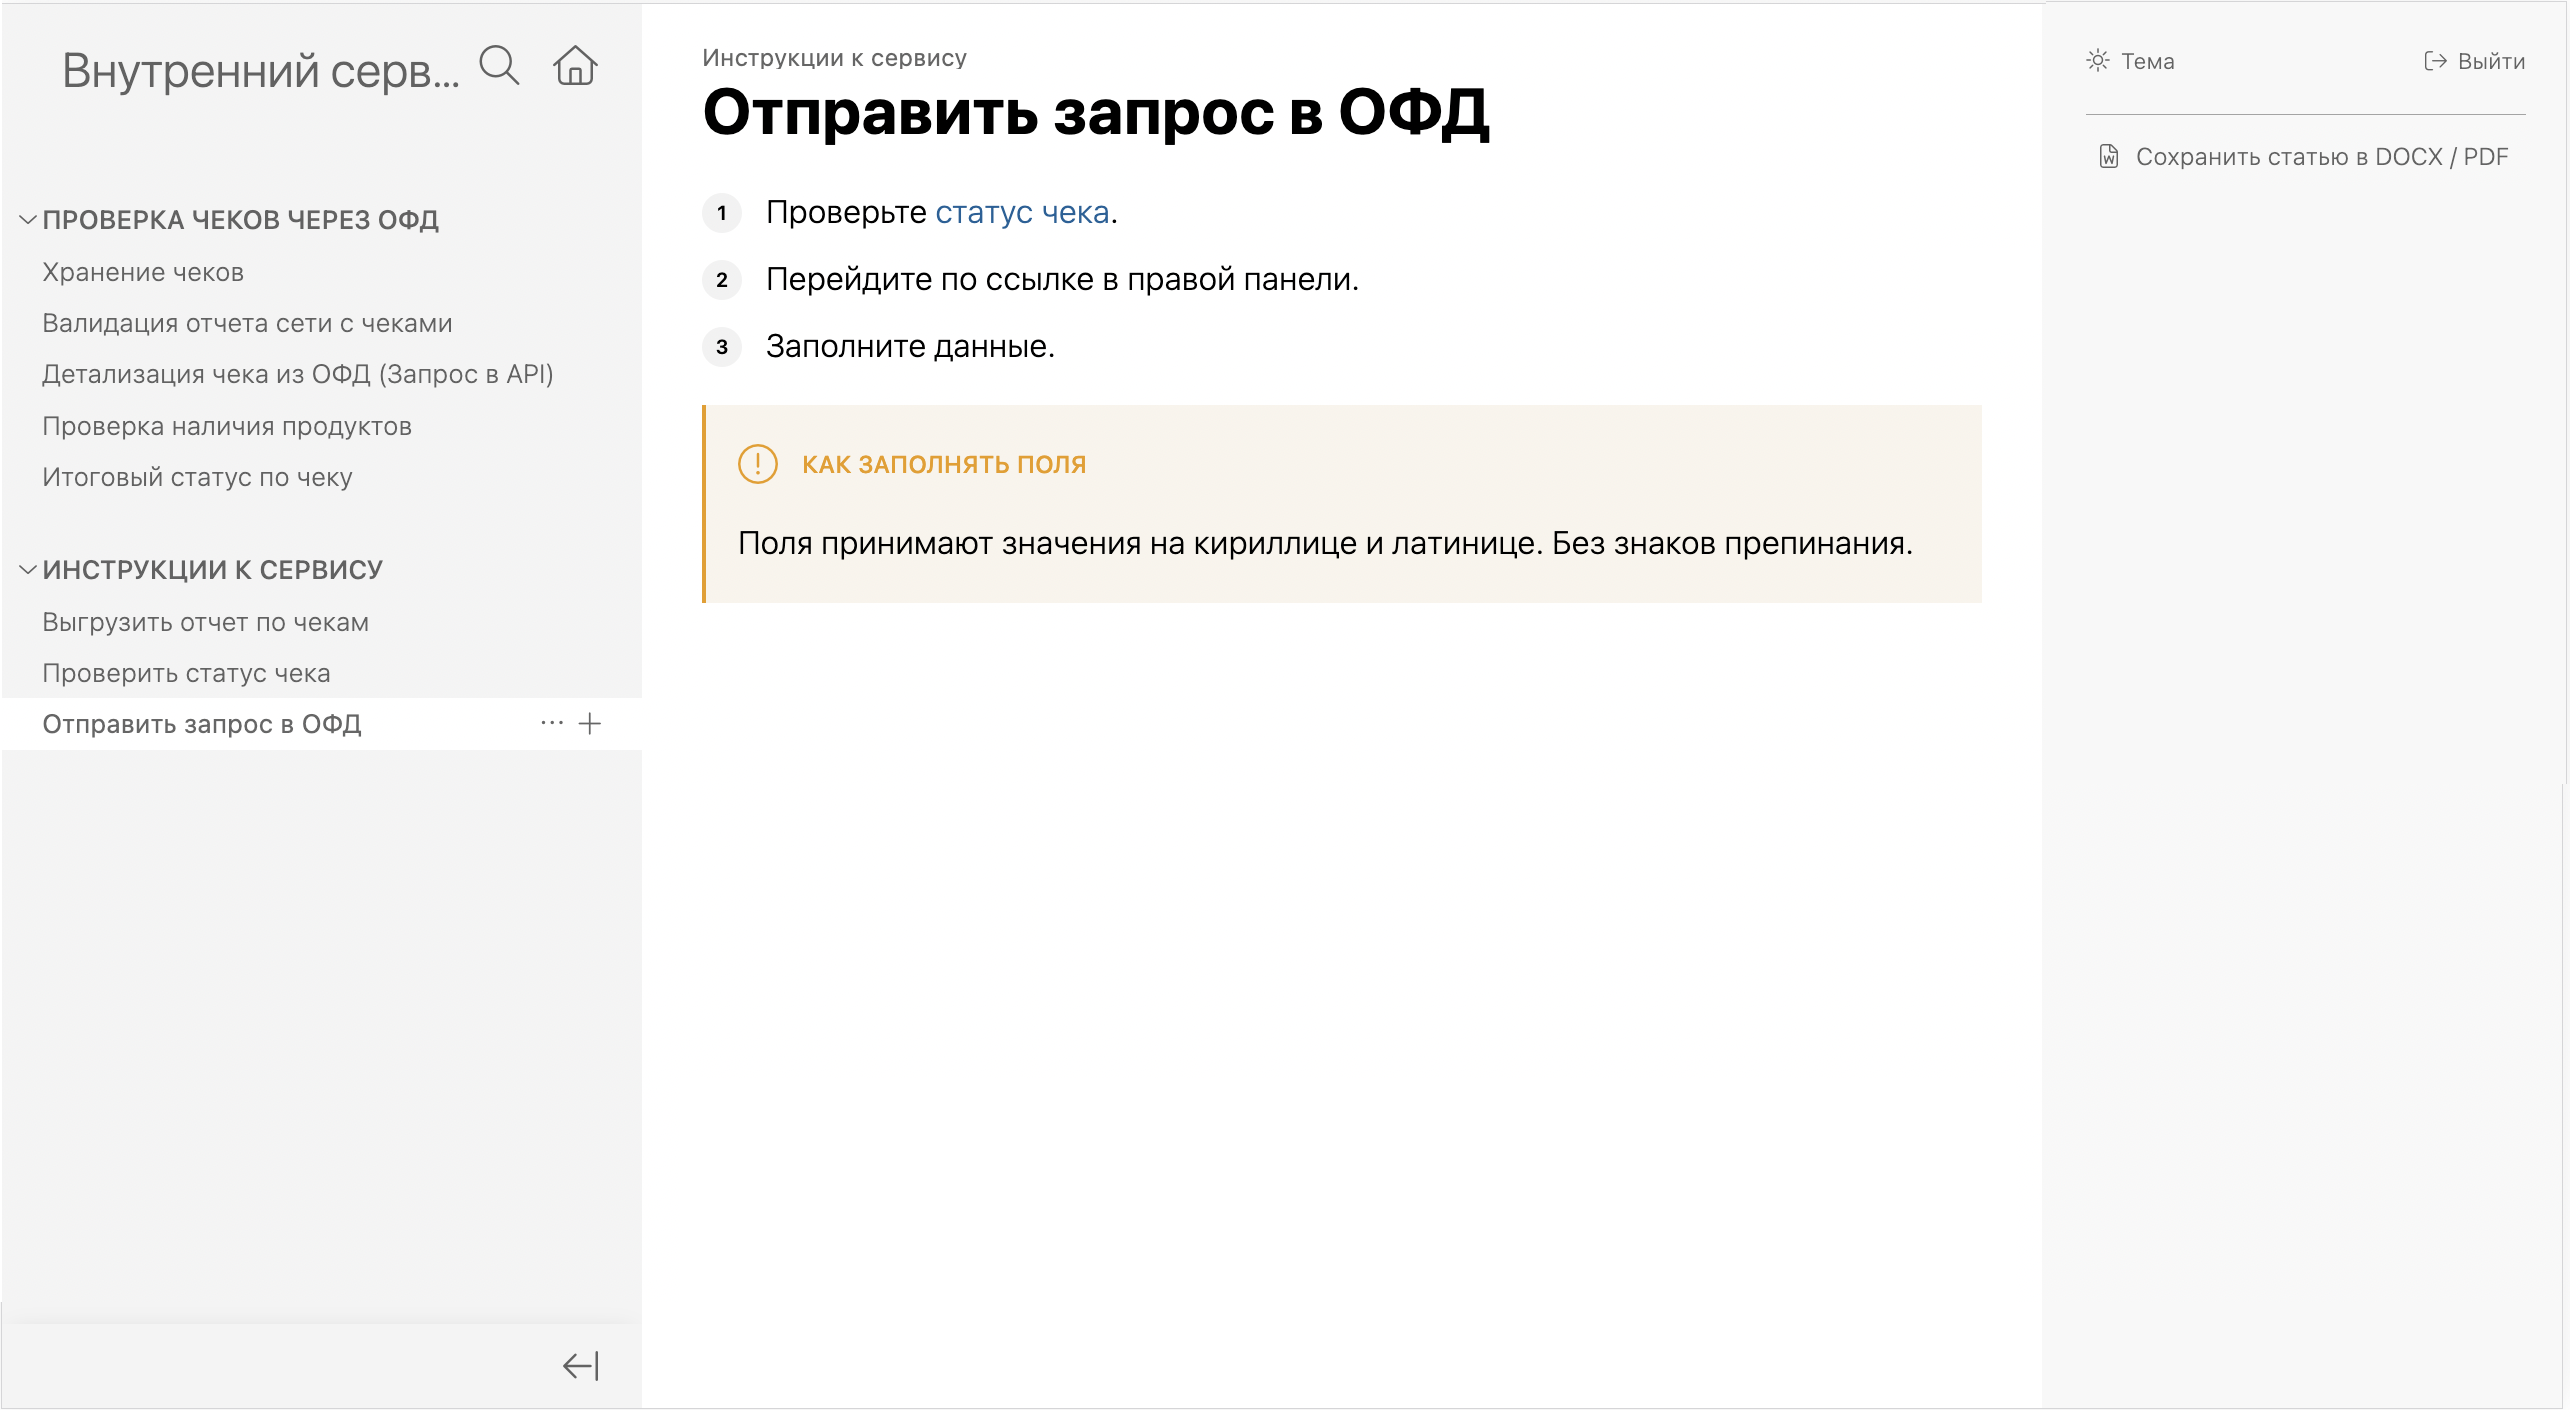 Внутренний серв...
ПРОВЕРКА ЧЕКОВ ЧЕРЕЗ ОФД
Хранение чеков
Валидация отчета сети с чеками
Детализация чека из ОФД (Запрос в API)
Проверка наличия продуктов
Итоговый статус по чеку
ИНСТРУКЦИИ К СЕРВИСУ
Выгрузить отчет по чекам
Проверить статус чека
Отправить запрос в ОФД
Инструкции к сервису
Отправить запрос в ОФД
1 Проверьте статус чека.
2 Перейдите по ссылке в правой панели.
3 Заполните данные.
КАК ЗАПОЛНЯТЬ ПОЛЯ
Поля принимают значения на кириллице и латинице. Без знаков препинания.
Тема
Выйти
Сохранить статью в DOCX / PDF